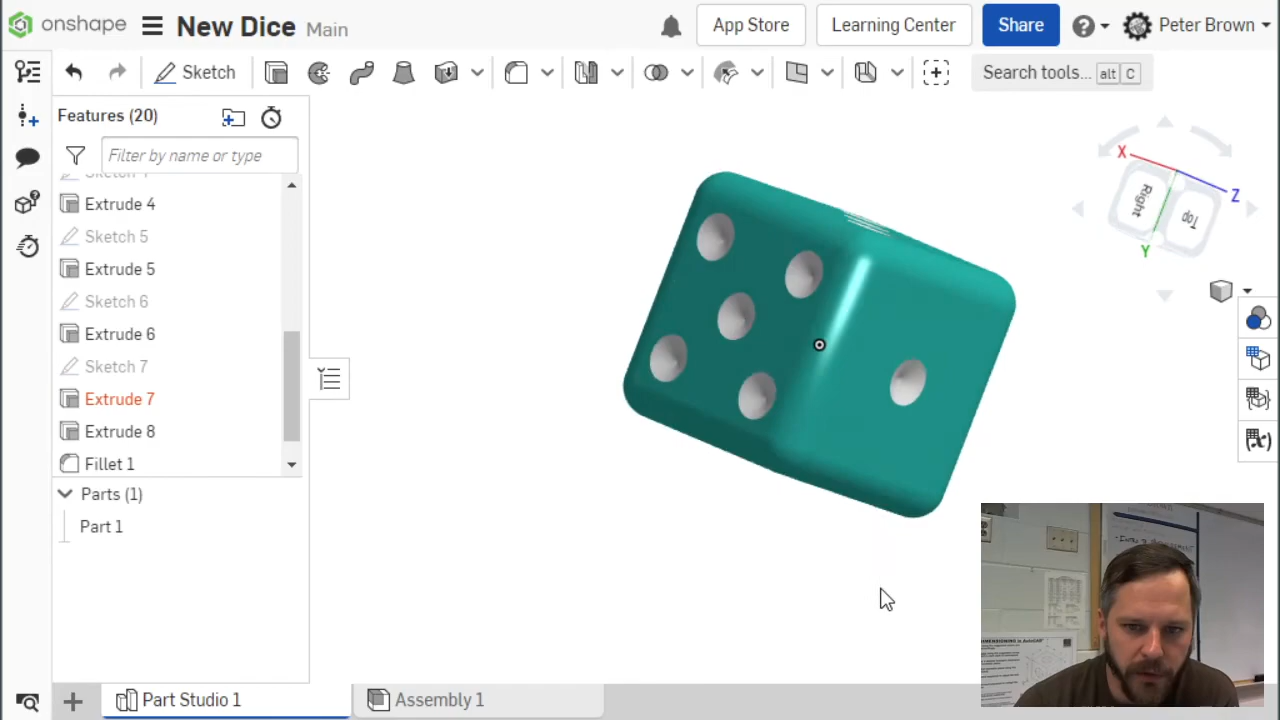 onshape New Dice Main App Store Learning Center Share Peter Brown
Sketch Search tools... alt C
Features (20)
Filter by name or type
Extrude 4
Sketch 5
Extrude 5
Sketch 6
Extrude 6
Sketch 7
Extrude 7
Extrude 8
Fillet 1
Parts (1)
Part 1
X
Z
Y
Right
Top
(x)
Part Studio 1
Assembly 1